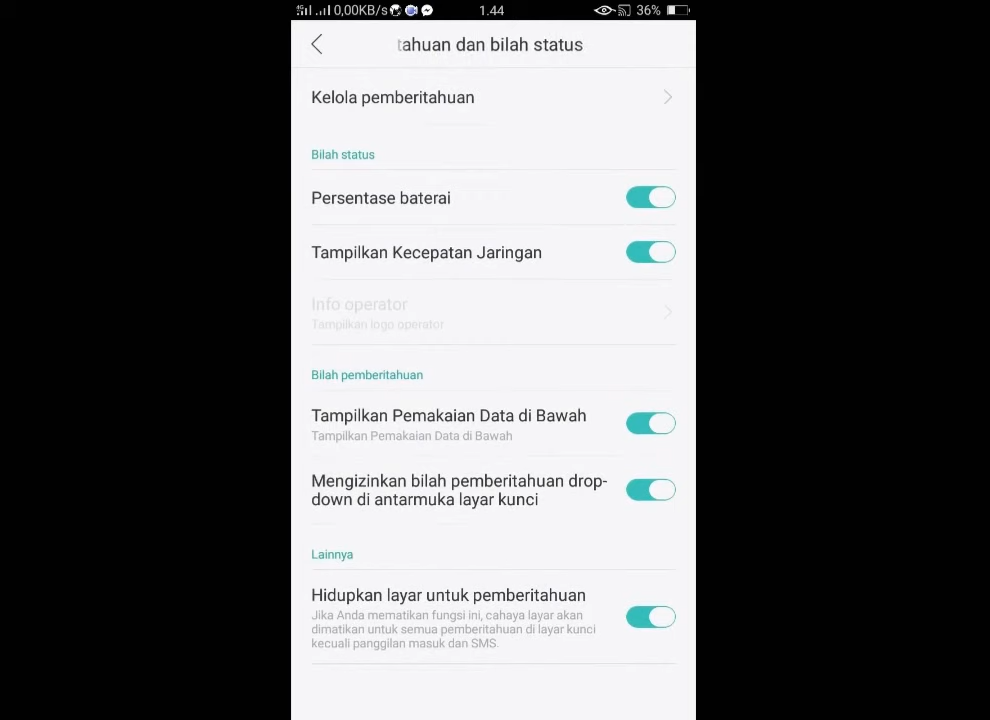 4G 0,00KB/s 1.44 36%
tahuan dan bilah status
Kelola pemberitahuan
Bilah status
Persentase baterai
Tampilkan Kecepatan Jaringan
Info operator
Tampilkan logo operator
Bilah pemberitahuan
Tampilkan Pemakaian Data di Bawah
Tampilkan Pemakaian Data di Bawah
Mengizinkan bilah pemberitahuan drop-
down di antarmuka layar kunci
Lainnya
Hidupkan layar untuk pemberitahuan
Jika Anda mematikan fungsi ini, cahaya layar akan
dimatikan untuk semua pemberitahuan di layar kunci
kecuali panggilan masuk dan SMS.